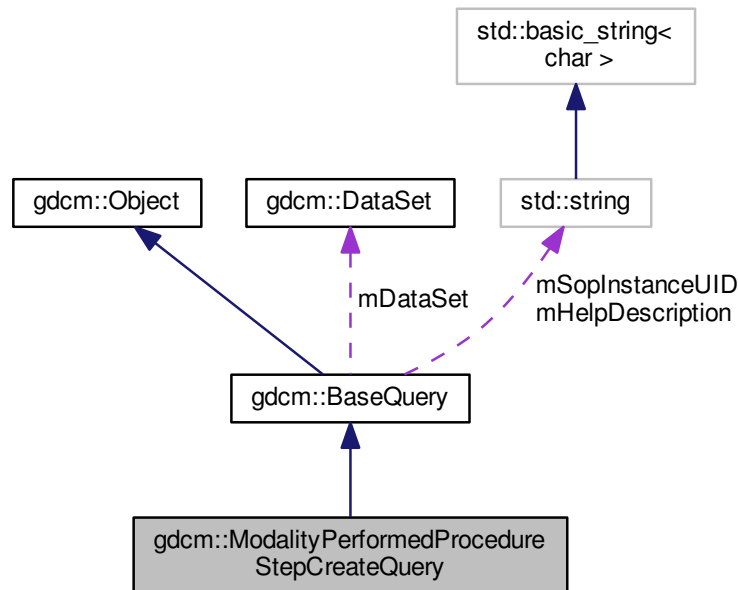 std::basic_string<
char >
gdcm::Object
gdcm::DataSet
std::string
mDataSet
mSopInstanceUID
mHelpDescription
gdcm::BaseQuery
gdcm::ModalityPerformedProcedure
StepCreateQuery